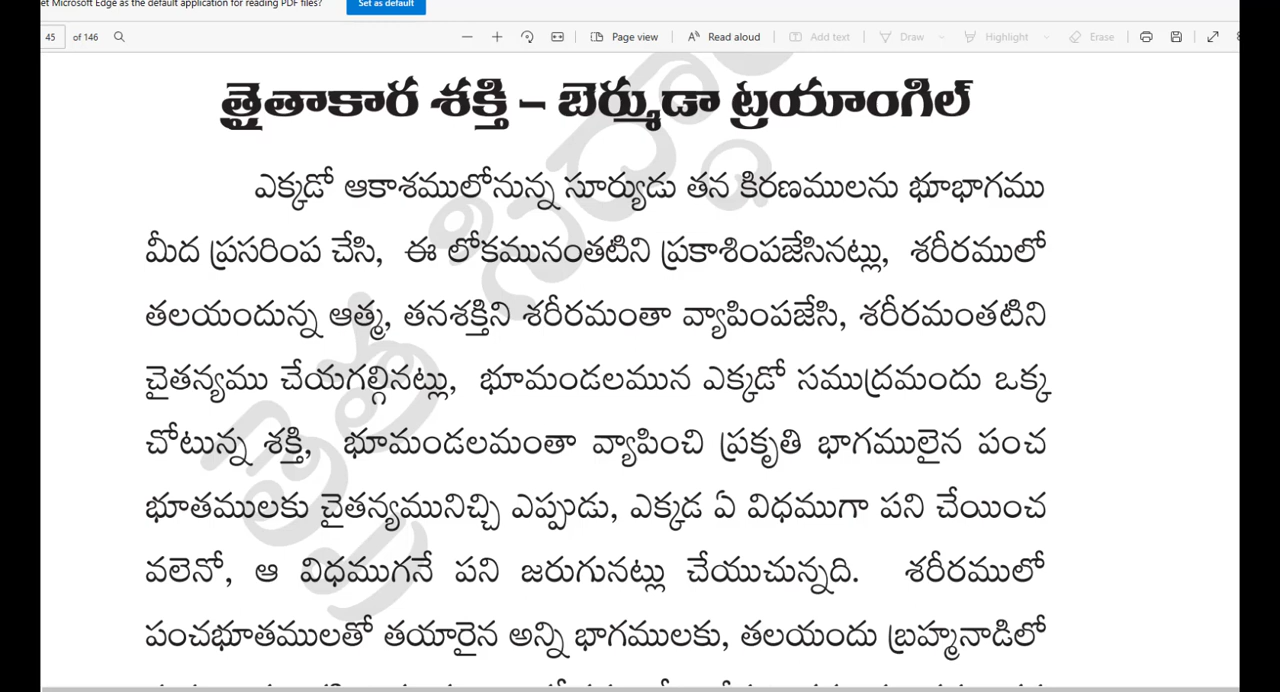 et Microsoft Edge as the default application for reading PDF files? Set as default
45 of 146 Page view Read aloud Add text Draw Highlight Erase
త్రైతాకార శక్తి – బెర్ముడా ట్రయాంగిల్
ఎక్కడో ఆకాశములోనున్న సూర్యుడు తన కిరణములను భూభాగము
మీద ప్రసరింప చేసి, ఈ లోకమునంతటిని ప్రకాశింపజేసినట్లు, శరీరములో
తలయందున్న ఆత్మ, తనశక్తిని శరీరమంతా వ్యాపింపజేసి, శరీరమంతటిని
చైతన్యము చేయగల్గినట్లు, భూమండలమున ఎక్కడో సముద్రమందు ఒక్క
చోటున్న శక్తి, భూమండలమంతా వ్యాపించి ప్రకృతి భాగములైన పంచ
భూతములకు చైతన్యమునిచ్చి ఎప్పుడు, ఎక్కడ ఏ విధముగా పని చేయించ
వలెనో, ఆ విధముగనే పని జరుగునట్లు చేయుచున్నది. శరీరములో
పంచభూతములతో తయారైన అన్ని భాగములకు, తలయందు బ్రహ్మనాడిలో